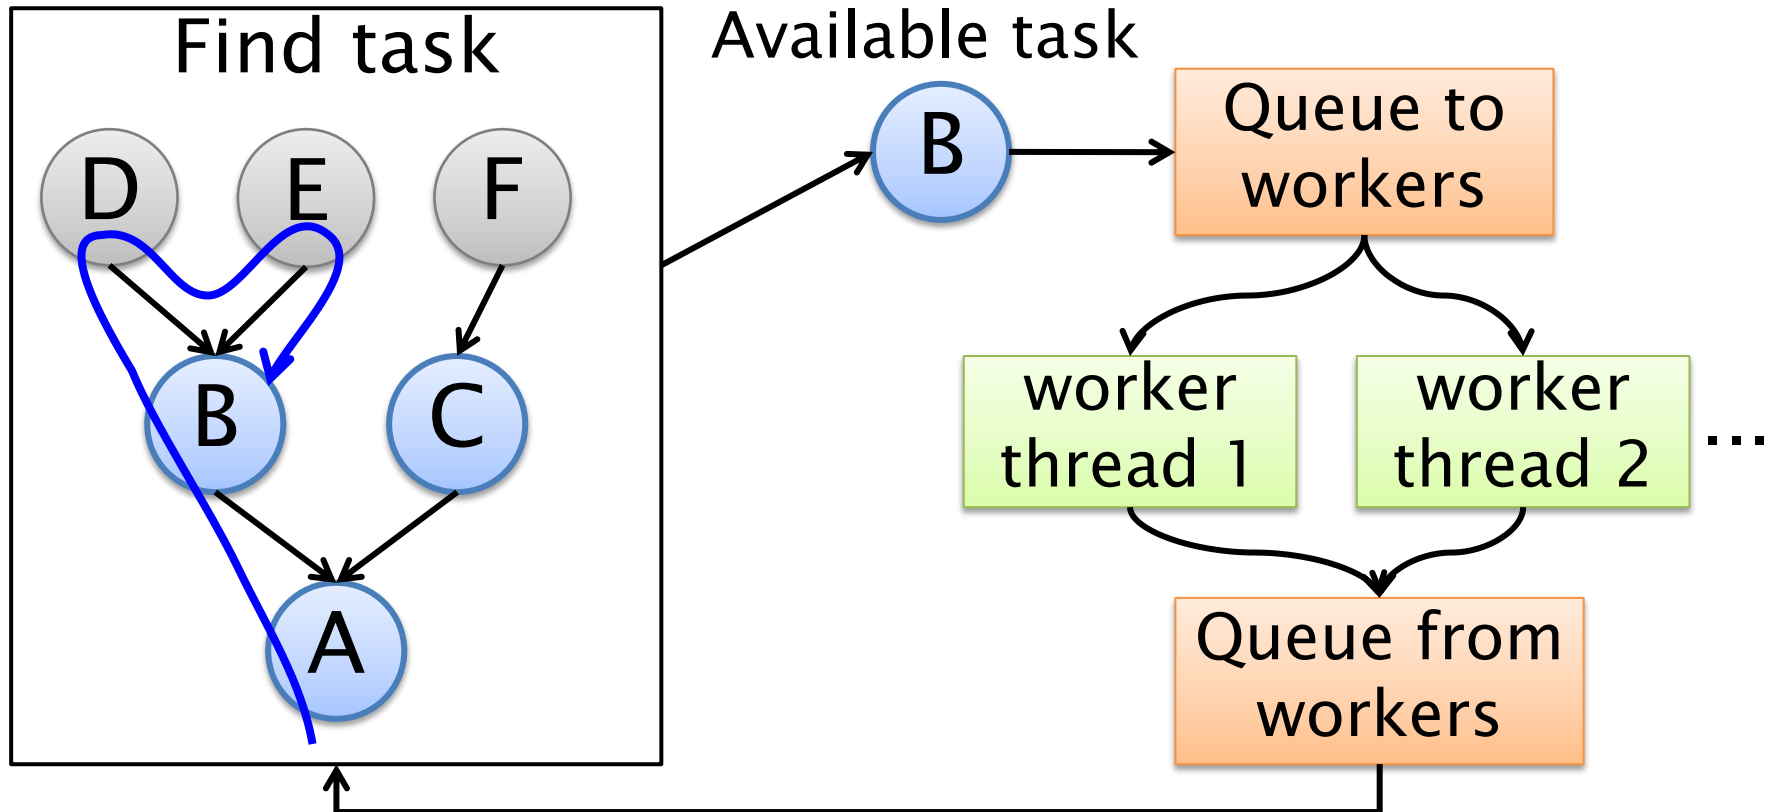 Find task
D
E
F
B
C
A
Available task
B
Queue to
workers
worker
thread 1
worker
thread 2
...
Queue from
workers